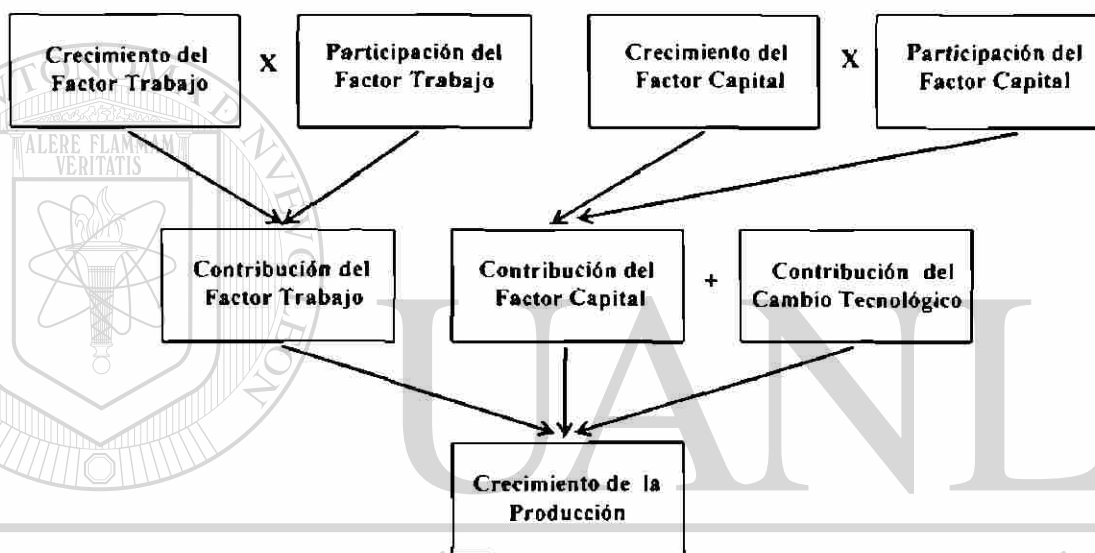 Crecimiento del
Factor Trabajo
X
Participación del
Factor Trabajo
Crecimiento del
Factor Capital
X
Participación del
Factor Capital
ALERE FLAMMAM
VERITATIS
Contribución del
Factor Trabajo
Contribución del
Factor Capital
+
Contribución del
Cambio Tecnológico
UANL
Crecimiento de la
Producción